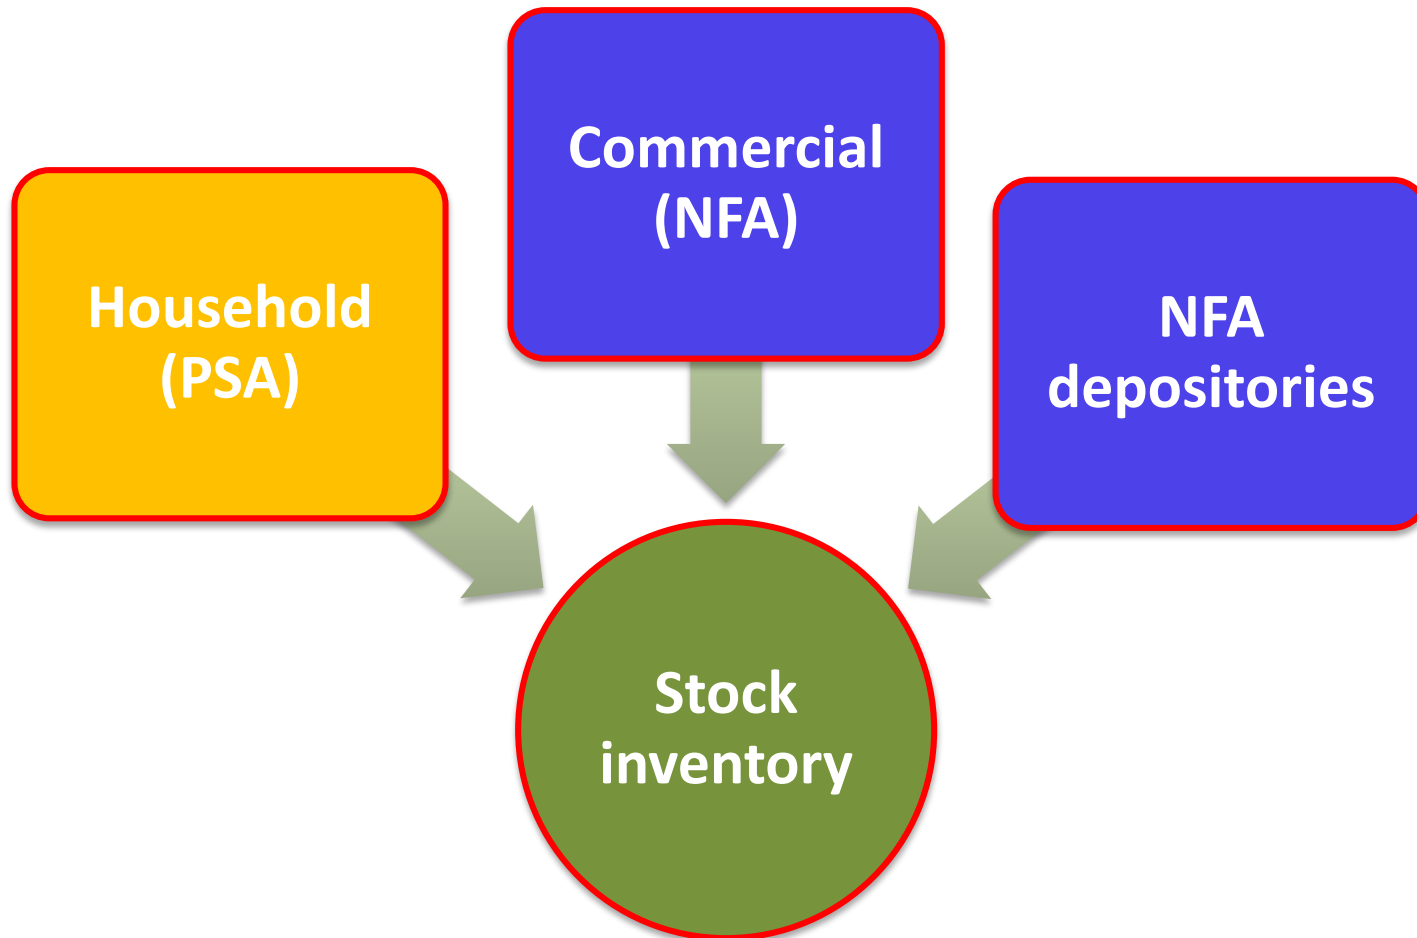 Commercial
(NFA)
Household
(PSA)
NFA
depositories
Stock
inventory